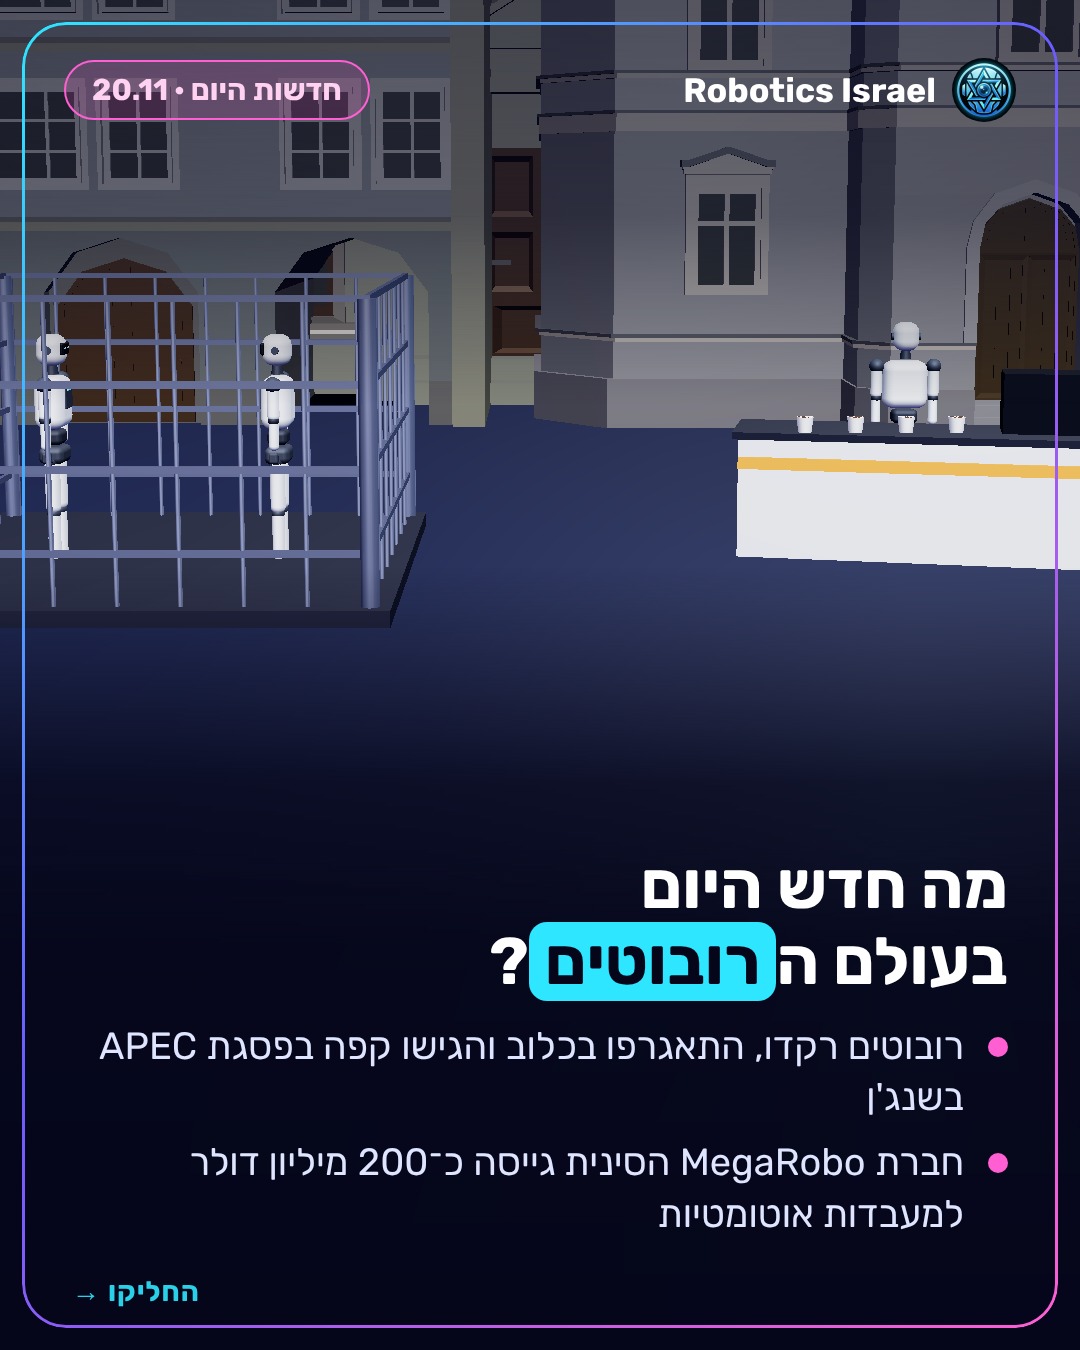 Robotics Israel
חדשות היום • 20.11
מה חדש היום
בעולם הרובוטים?
רובוטים רקדו, התאגרפו בכלוב והגישו קפה בפסגת APEC
בשנג'ן
חברת MegaRobo הסינית גייסה כ־200 מיליון דולר
למעבדות אוטומטיות
החליקו →